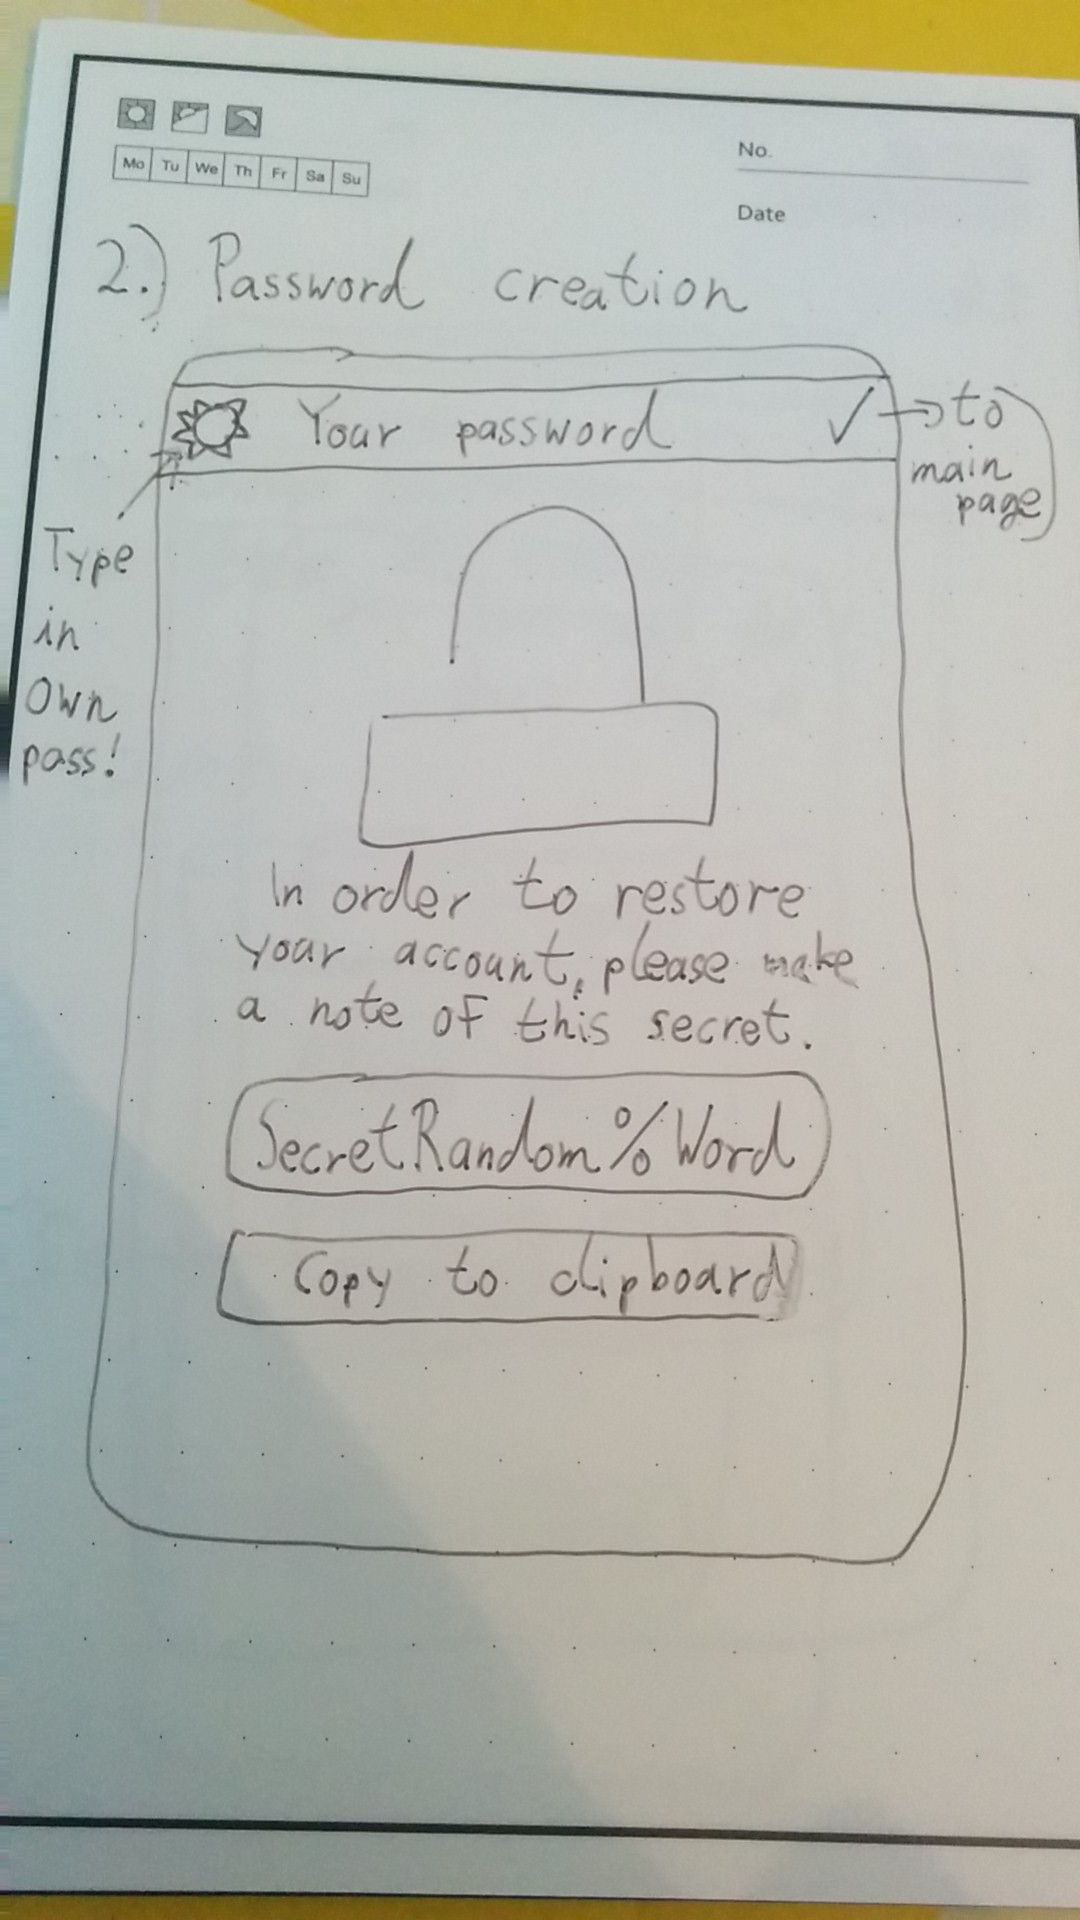 Mo Tu We Th Fr Sa Su
No.
Date
2.) Password creation
Your password
✓ → to
main
page
Type
in
own
pass!
In order to restore
your account, please make
a note of this secret.
SecretRandom%Word
Copy to clipboard